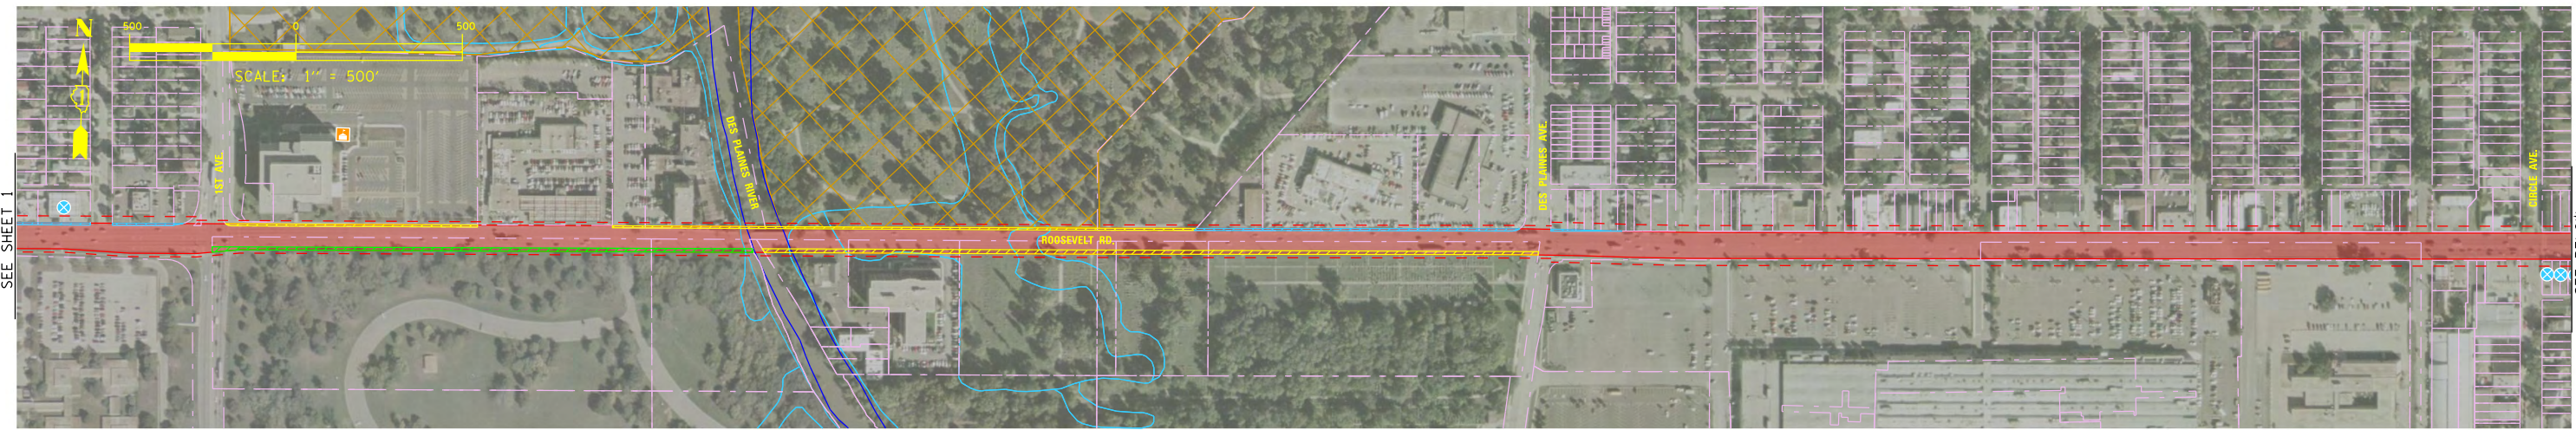 500
0
500
N
SCALE: 1" = 500'
SEE SHEET 1
1ST AVE.
DES PLAINES RIVER
ROOSEVELT RD.
DES PLAINES AVE.
CIRCLE AVE.